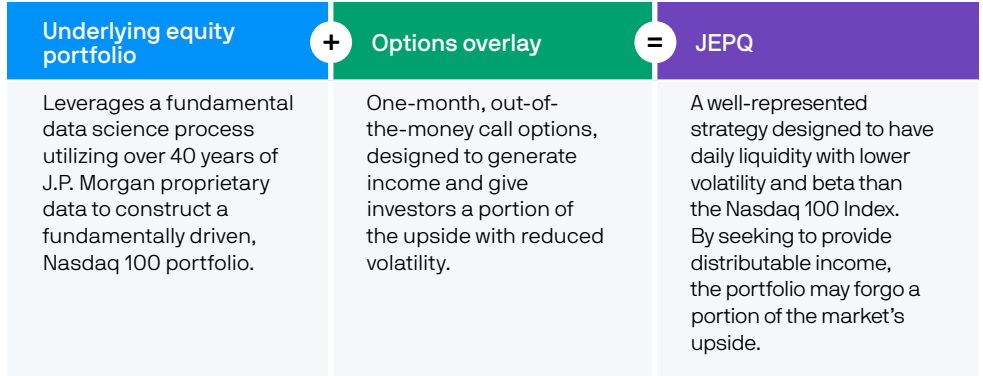 Underlying equity
portfolio
+
Options overlay
=
JEPQ
Leverages a fundamental
data science process
utilizing over 40 years of
J.P. Morgan proprietary
data to construct a
fundamentally driven,
Nasdaq 100 portfolio.
One-month, out-of-
the-money call options,
designed to generate
income and give
investors a portion of
the upside with reduced
volatility.
A well-represented
strategy designed to have
daily liquidity with lower
volatility and beta than
the Nasdaq 100 Index.
By seeking to provide
distributable income,
the portfolio may forgo a
portion of the market's
upside.